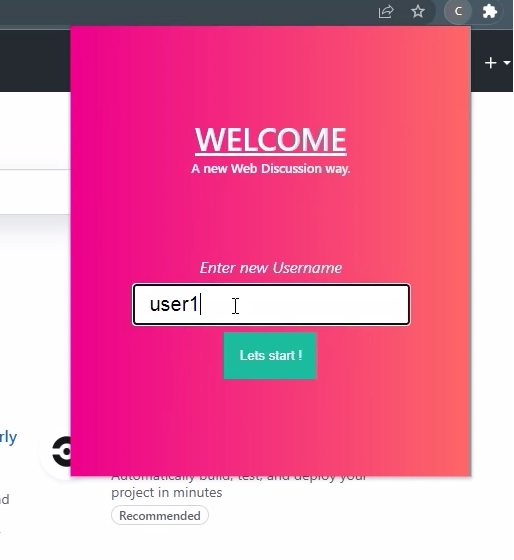 C
WELCOME
A new Web Discussion way.
Enter new Username
user1
Lets start !
rly
Automatically build, test, and deploy your
project in minutes
Recommended